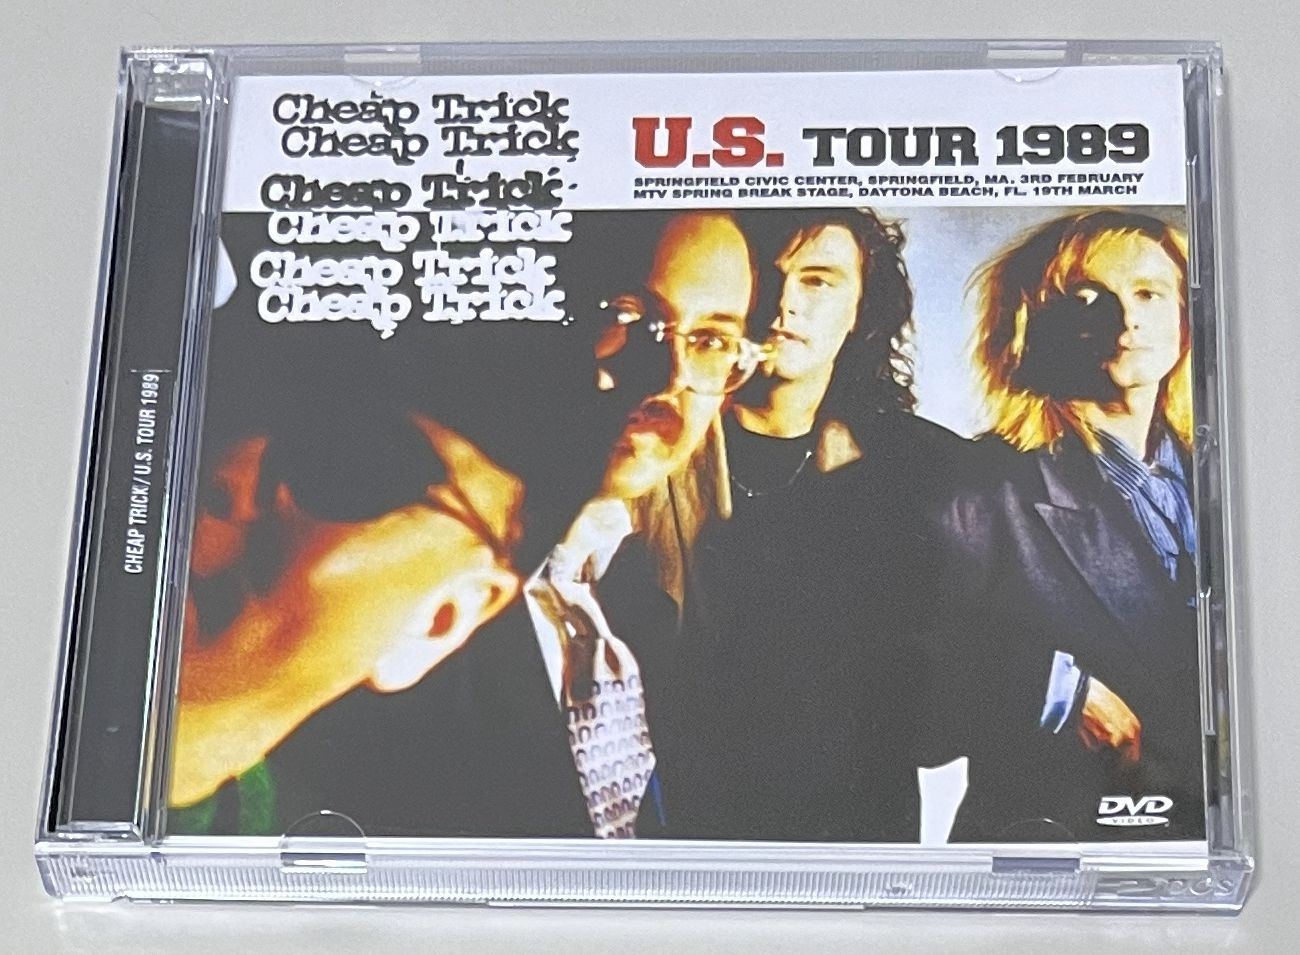 Cheap Trick
Cheap Trick
Cheap Trick
Cheap Trick
Cheap Trick
Cheap Trick
U.S. TOUR 1989
SPRINGFIELD CIVIC CENTER, SPRINGFIELD, MA. 3RD FEBRUARY
MTV SPRING BREAK STAGE, DAYTONA BEACH, FL. 19TH MARCH
CHEAP TRICK / U.S. TOUR 1989
DVD
VIDEO